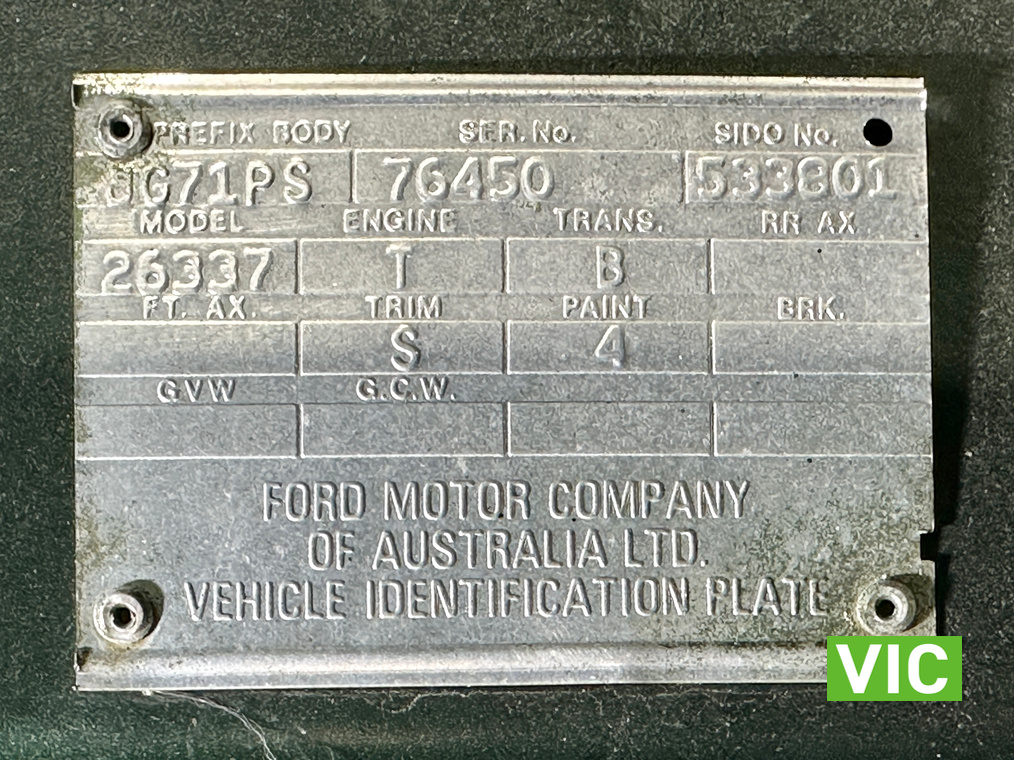 PREFIX BODY SER. No. SIDO No.
JG71PS 76450 533801
MODEL ENGINE TRANS. RR AX
26337 T B
FT. AX. TRIM PAINT BRK.
S 4
GVW G.C.W.
FORD MOTOR COMPANY
OF AUSTRALIA LTD.
VEHICLE IDENTIFICATION PLATE
VIC